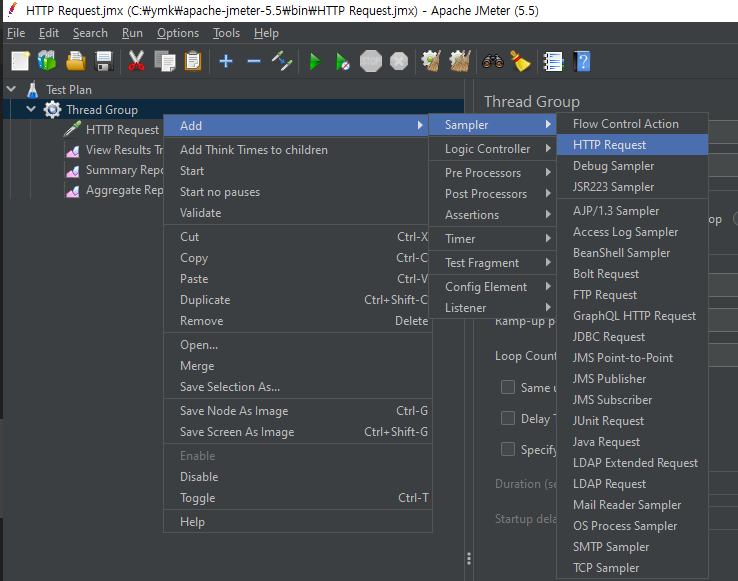 HTTP Request.jmx (C:₩ymk₩apache-jmeter-5.5₩bin₩HTTP Request.jmx) - Apache JMeter (5.5)
File Edit Search Run Options Tools Help
STOP
Test Plan
Thread Group
HTTP Request
View Results Tr
Summary Repo
Aggregate Rep
Add
Add Think Times to children
Start
Start no pauses
Validate
Cut Ctrl-X
Copy Ctrl-C
Paste Ctrl-V
Duplicate Ctrl+Shift-C
Remove Delete
Open...
Merge
Save Selection As...
Save Node As Image Ctrl-G
Save Screen As Image Ctrl+Shift-G
Enable
Disable
Toggle Ctrl-T
Help
Sampler
Logic Controller
Pre Processors
Post Processors
Assertions
Timer
Test Fragment
Config Element
Listener
Flow Control Action
HTTP Request
Debug Sampler
JSR223 Sampler
AJP/1.3 Sampler
Access Log Sampler
BeanShell Sampler
Bolt Request
FTP Request
GraphQL HTTP Request
JDBC Request
JMS Point-to-Point
JMS Publisher
JMS Subscriber
JUnit Request
Java Request
LDAP Extended Request
LDAP Request
Mail Reader Sampler
OS Process Sampler
SMTP Sampler
TCP Sampler
Thread Group
op
Ramp-up p
Loop Count
Same u
Delay T
Specify
Duration (se
Startup dela